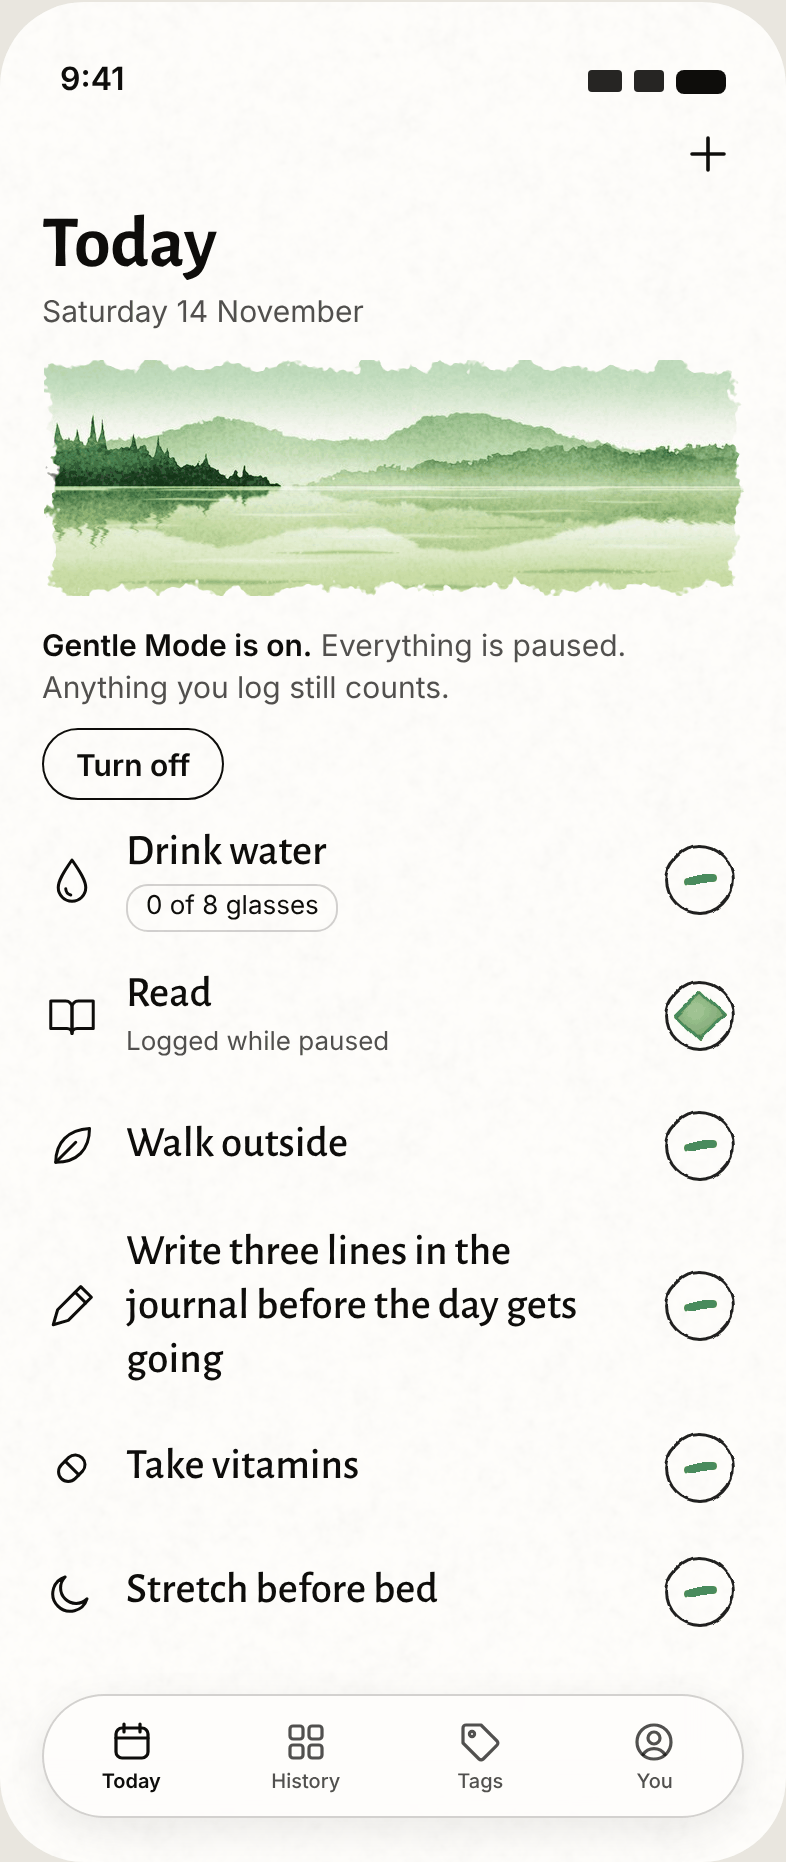 9:41
Today
Saturday 14 November
Gentle Mode is on. Everything is paused.
Anything you log still counts.
Turn off
Drink water
0 of 8 glasses
Read
Logged while paused
Walk outside
Write three lines in the
journal before the day gets
going
Take vitamins
Stretch before bed
Today
History
Tags
You